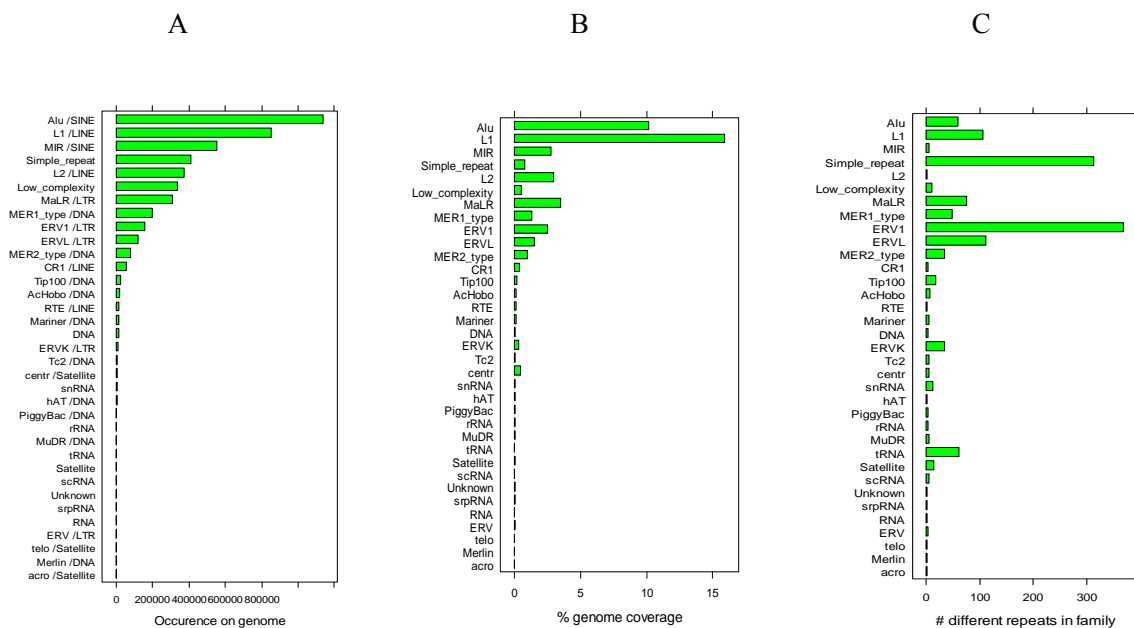 A
B
C
Alu /SINE
L1 /LINE
MIR /SINE
Simple_repeat
L2 /LINE
Low_complexity
MaLR /LTR
MER1_type /DNA
ERV1 /LTR
ERVL /LTR
MER2_type /DNA
CR1 /LINE
Tip100 /DNA
AcHobo /DNA
RTE /LINE
Mariner /DNA
DNA
ERVK /LTR
Tc2 /DNA
centr /Satellite
snRNA
hAT /DNA
PiggyBac /DNA
rRNA
MuDR /DNA
tRNA
Satellite
scRNA
Unknown
srpRNA
RNA
ERV /LTR
telo /Satellite
Merlin /DNA
acro /Satellite
0 200000 400000 600000 800000
Occurence on genome
Alu
L1
MIR
Simple_repeat
L2
Low_complexity
MaLR
MER1_type
ERV1
ERVL
MER2_type
CR1
Tip100
AcHobo
RTE
Mariner
DNA
ERVK
Tc2
centr
snRNA
hAT
PiggyBac
rRNA
MuDR
tRNA
Satellite
scRNA
Unknown
srpRNA
RNA
ERV
telo
Merlin
acro
0 5 10 15
% genome coverage
Alu
L1
MIR
Simple_repeat
L2
Low_complexity
MaLR
MER1_type
ERV1
ERVL
MER2_type
CR1
Tip100
AcHobo
RTE
Mariner
DNA
ERVK
Tc2
centr
snRNA
hAT
PiggyBac
rRNA
MuDR
tRNA
Satellite
scRNA
Unknown
srpRNA
RNA
ERV
telo
Merlin
acro
0 100 200 300
# different repeats in family